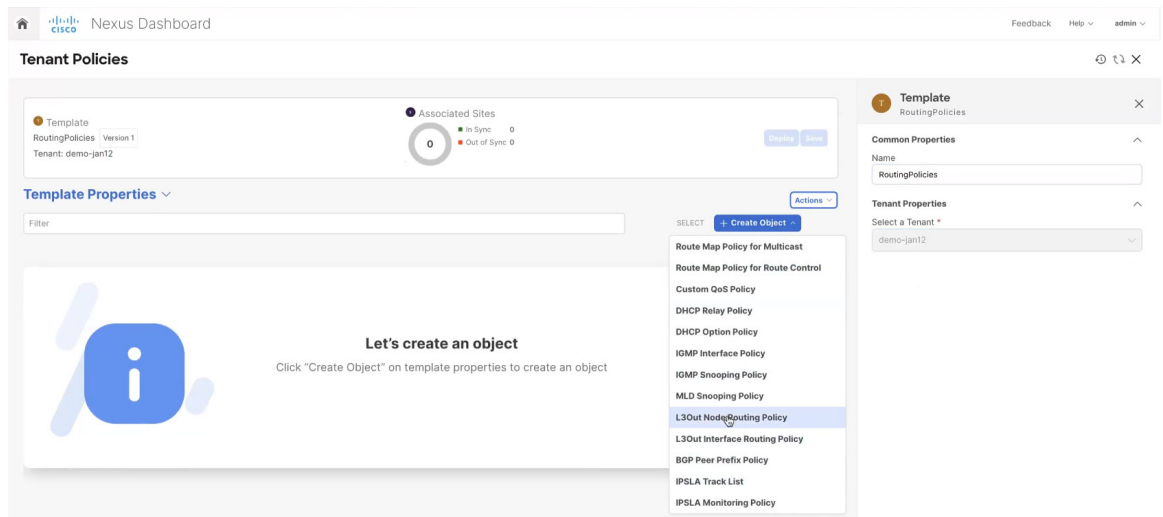 CISCO
Nexus Dashboard
Feedback
Help
admin
Tenant Policies
Template
RoutingPolicies Version 1
Tenant: demo-jan12
Associated Sites
0
In Sync 0
Out of Sync 0
Deploy Save
Template Properties
Actions
Filter
SELECT
+ Create Object
Route Map Policy for Multicast
Route Map Policy for Route Control
Custom QoS Policy
DHCP Relay Policy
DHCP Option Policy
IGMP Interface Policy
IGMP Snooping Policy
MLD Snooping Policy
L3Out Node Routing Policy
L3Out Interface Routing Policy
BGP Peer Prefix Policy
IPSLA Track List
IPSLA Monitoring Policy
Let's create an object
Click "Create Object" on template properties to create an object
T
Template
RoutingPolicies
Common Properties
Name
RoutingPolicies
Tenant Properties
Select a Tenant *
demo-jan12